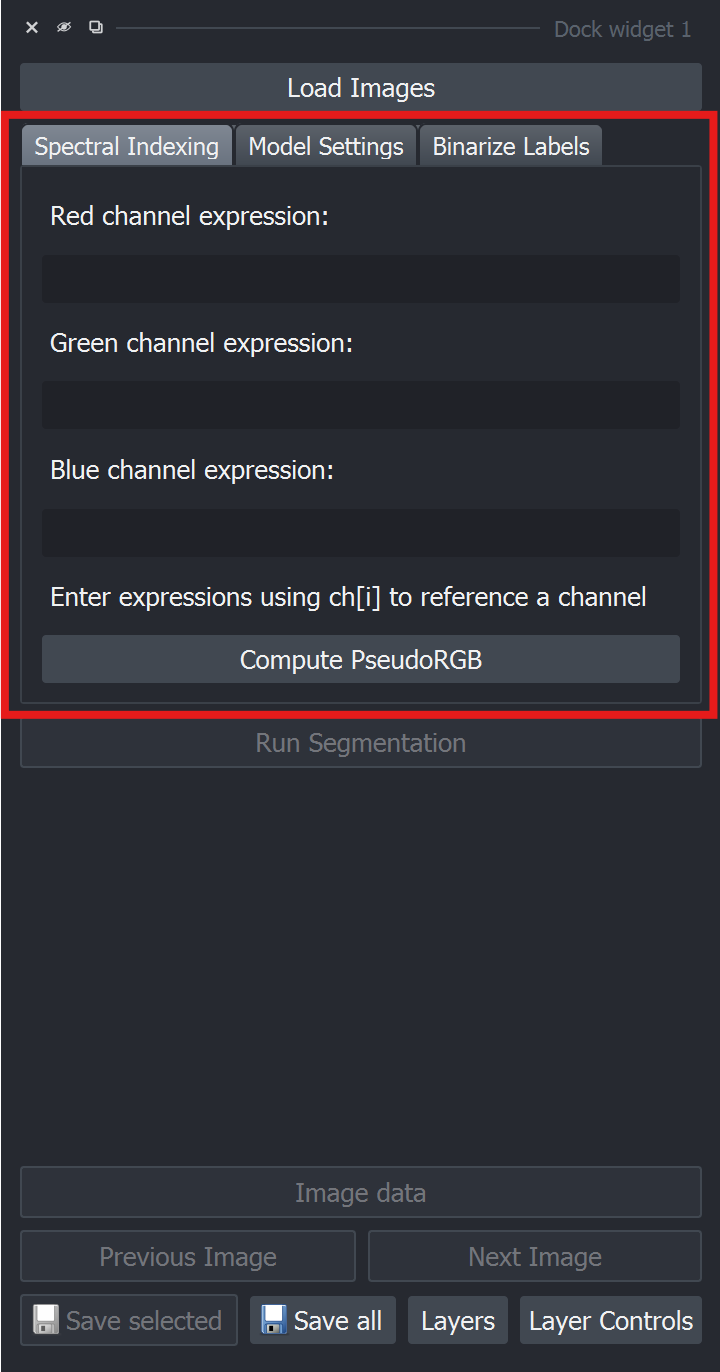 Dock widget 1
Load Images
Spectral Indexing Model Settings Binarize Labels
Red channel expression:
Green channel expression:
Blue channel expression:
Enter expressions using ch[i] to reference a channel
Compute PseudoRGB
Run Segmentation
Image data
Previous Image Next Image
Save selected Save all Layers Layer Controls